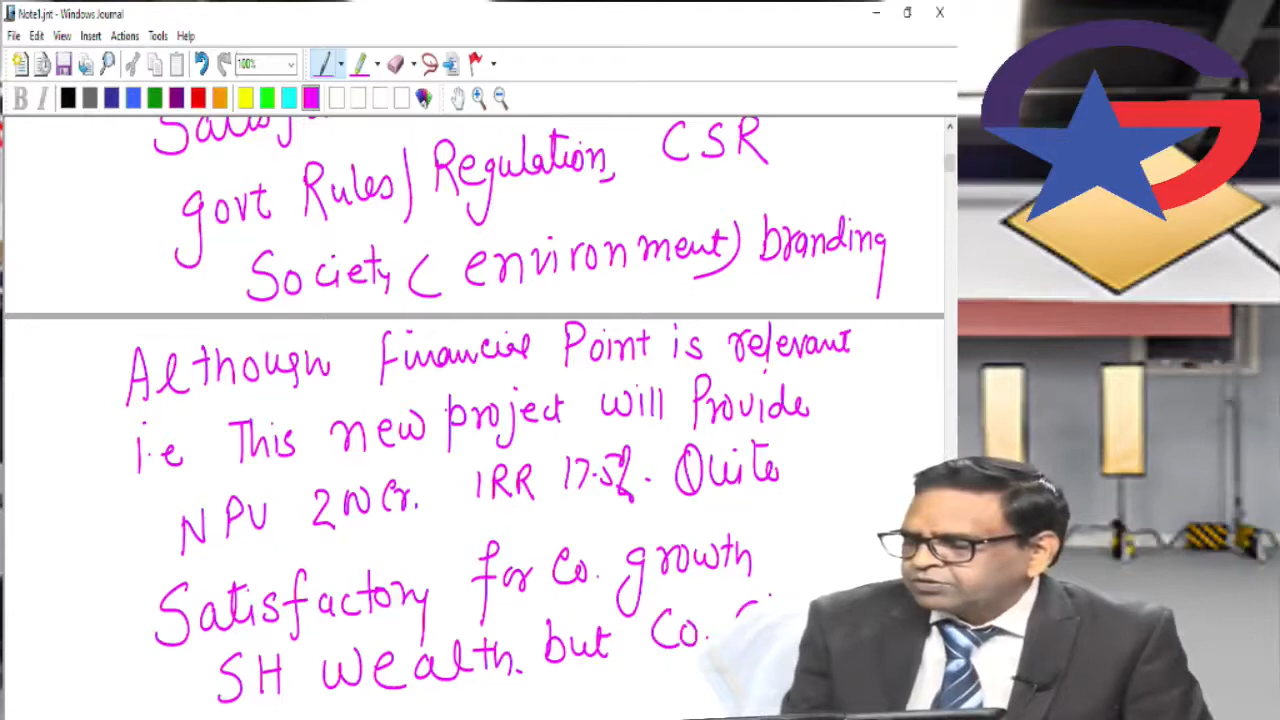 Note1.jnt - Windows Journal
File Edit View Insert Actions Tools Help
100%
B I
govt Rules/Regulation, CSR
Society (environment) branding
Although financial Point is relevant
i.e This new project will Provide
NPV 200 Cr. IRR 17.5%. Quite
Satisfactory for Co. growth
SH wealth. but Co.